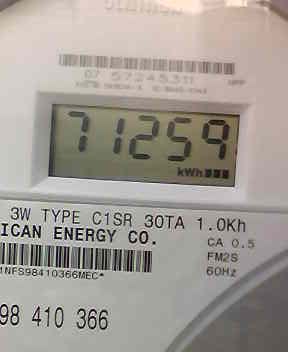 07 57245311
71259
kWh
3W TYPE C1SR 30TA 1.0Kh
ICAN ENERGY CO.
CA 0.5
FM2S
60Hz
1NFS98410366MEC*
98 410 366